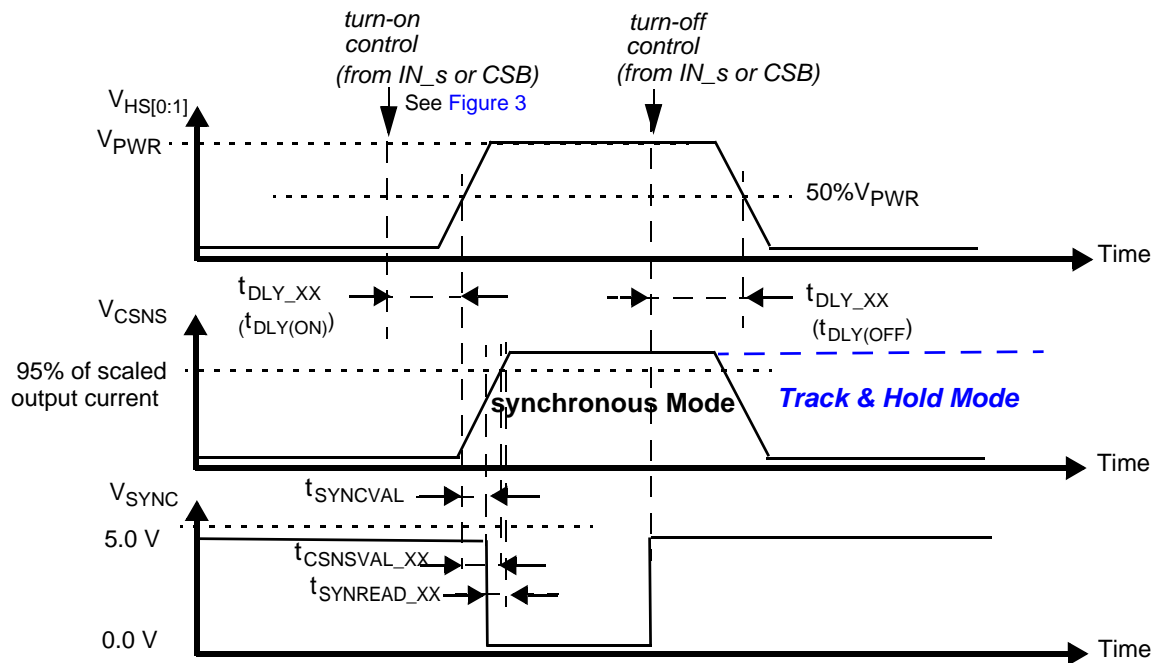 turn-on
control
(from IN_s or CSB)
See Figure 3
turn-off
control
(from IN_s or CSB)
VHS[0:1]
VPWR
50%VPWR
Time
tDLY_XX
(tDLY(ON))
tDLY_XX
(tDLY(OFF)
VCSNS
95% of scaled
output current
synchronous Mode
Track & Hold Mode
Time
tSYNCVAL
VSYNC
5.0 V
tCSNSVAL_XX
tSYNREAD_XX
0.0 V
Time